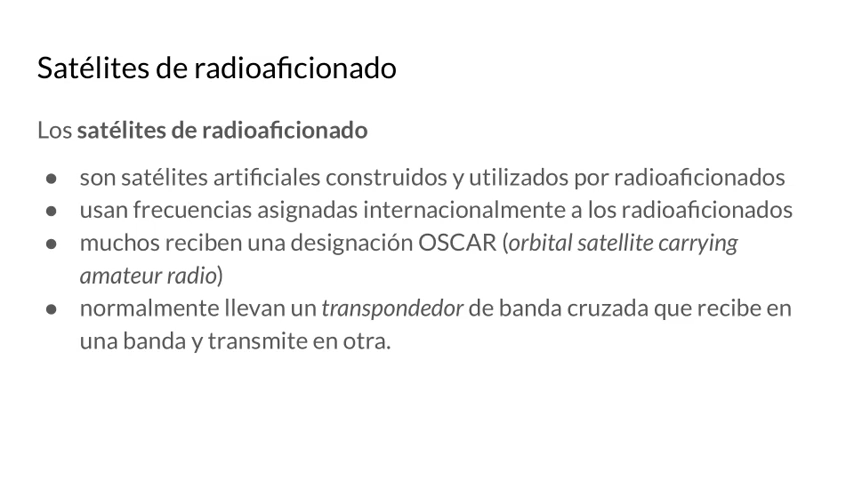 Satélites de radioaficionado
Los satélites de radioaficionado
● son satélites artificiales construidos y utilizados por radioaficionados
● usan frecuencias asignadas internacionalmente a los radioaficionados
● muchos reciben una designación OSCAR (orbital satellite carrying
amateur radio)
● normalmente llevan un transpondedor de banda cruzada que recibe en
una banda y transmite en otra.